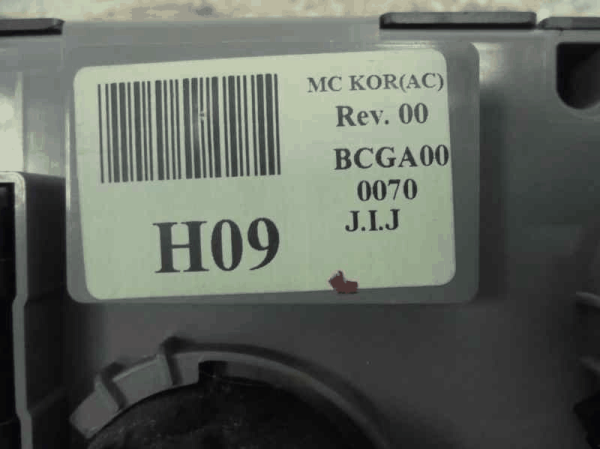 MC KOR(AC)
Rev. 00
BCGA00
0070
J.I.J
H09